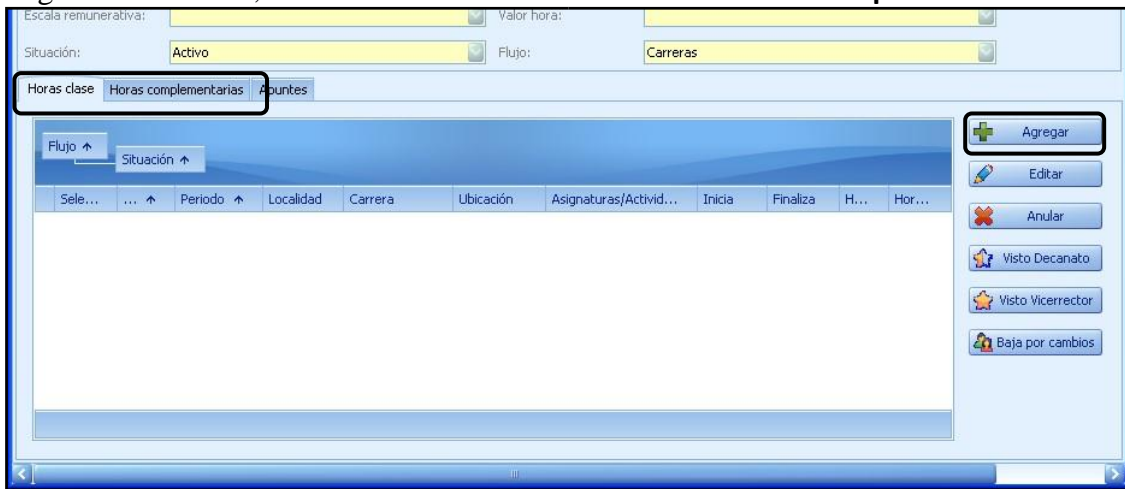 Escala remunerativa: Valor hora:
Situación: Activo Flujo: Carreras
Horas clase Horas complementarias Apuntes
Flujo
Situación
Sele... ... Periodo Localidad Carrera Ubicación Asignaturas/Activid... Inicia Finaliza H... Hor...
Agregar
Editar
Anular
Visto Decanato
Visto Vicerrector
Baja por cambios